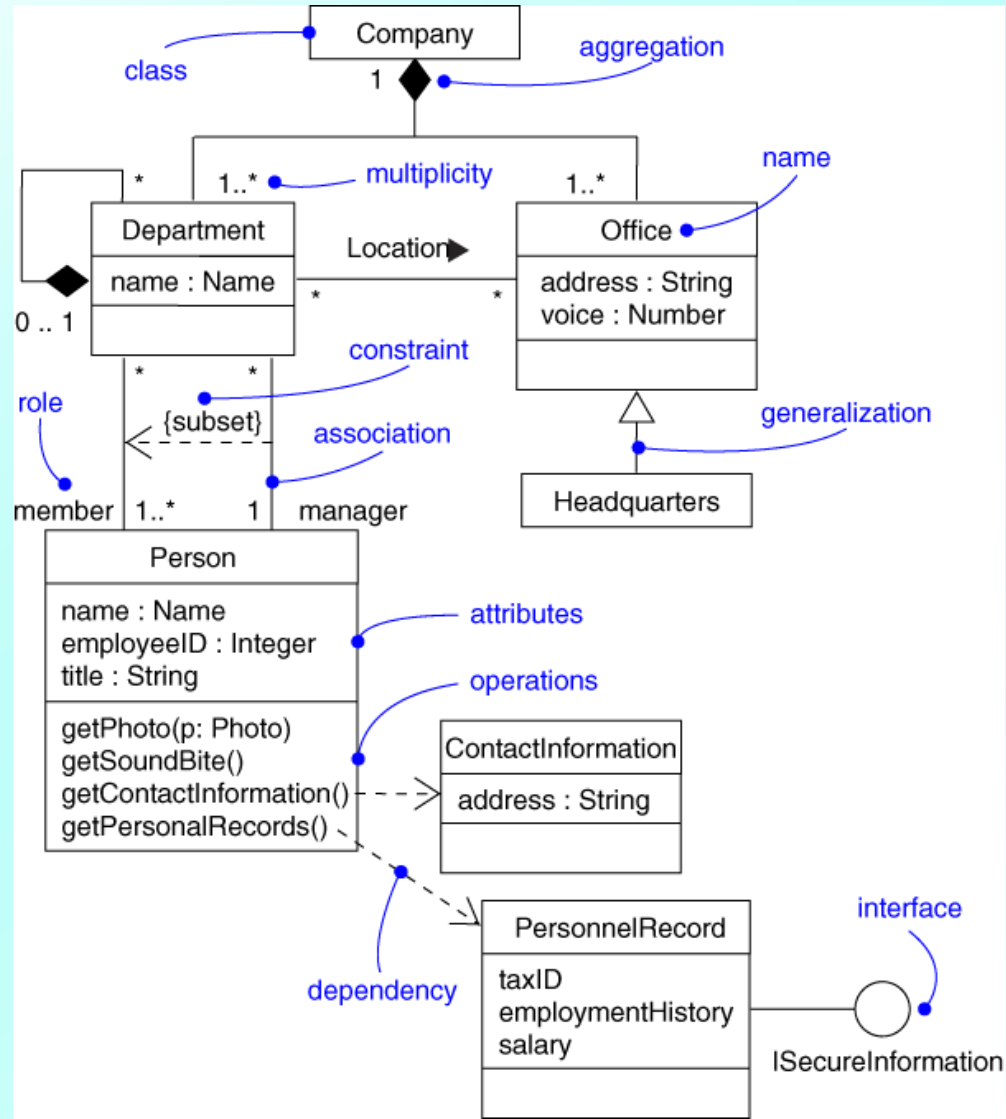 Company
class
aggregation
1
name
multiplicity
*
1..*
1..*
Department
Office
Location
name : Name
address : String
voice : Number
*
*
0 .. 1
constraint
*
*
role
{subset}
association
generalization
Headquarters
member
1..*
1
manager
Person
name : Name
employeeID : Integer
title : String
attributes
operations
getPhoto(p: Photo)
getSoundBite()
getContactInformation()
getPersonalRecords()
ContactInformation
address : String
interface
PersonnelRecord
dependency
taxID
employmentHistory
salary
ISecureInformation